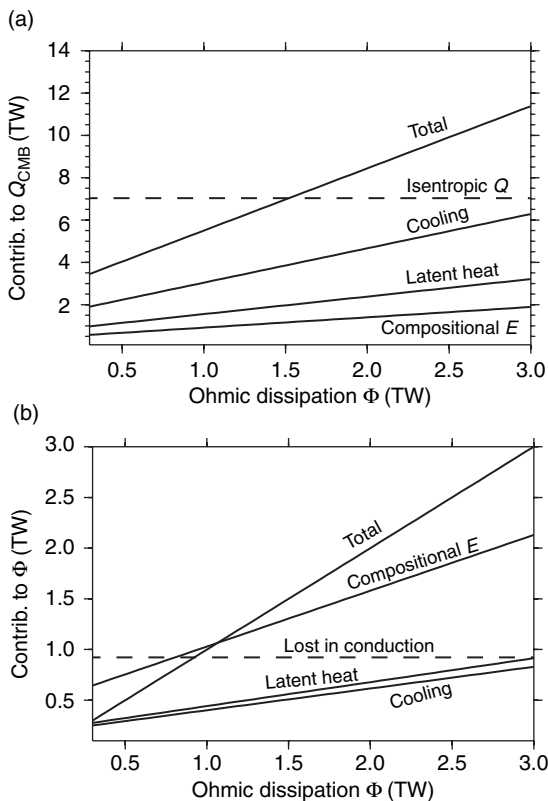 (a)
14
12
10
8
6
4
2
Contrib. to Q_CMB (TW)
Total
Isentropic Q
Cooling
Latent heat
Compositional E
0.5 1.0 1.5 2.0 2.5 3.0
Ohmic dissipation Φ (TW)
(b)
3.0
2.5
2.0
1.5
1.0
0.5
Contrib. to Φ (TW)
Total
Compositional E
Lost in conduction
Latent heat
Cooling
0.5 1.0 1.5 2.0 2.5 3.0
Ohmic dissipation Φ (TW)